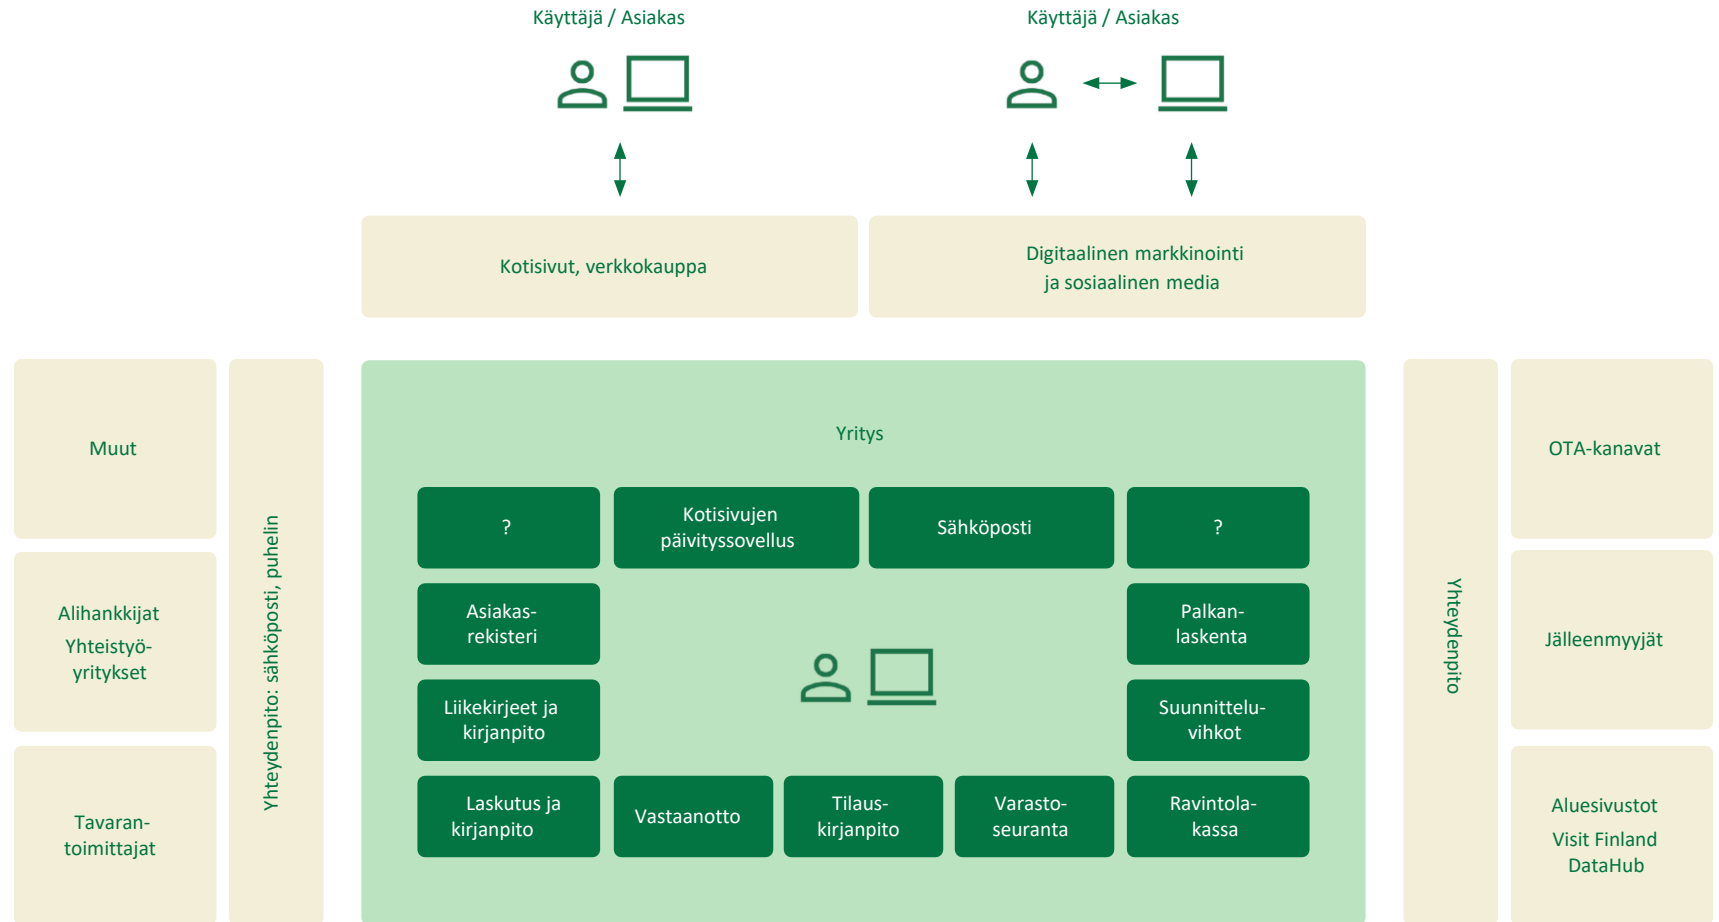 Käyttäjä / Asiakas
Käyttäjä / Asiakas
Kotisivut, verkkokauppa
Digitaalinen markkinointi
ja sosiaalinen media
Muut
Alihankkijat
Yhteistyö-
yritykset
Tavaran-
toimittajat
Yhteydenpito: sähköposti, puhelin
Yritys
?
Kotisivujen
päivityssovellus
Sähköposti
?
Asiakas-
rekisteri
Palkan-
laskenta
Liikekirjeet ja
kirjanpito
Suunnittelu-
vihkot
Laskutus ja
kirjanpito
Vastaanotto
Tilaus-
kirjanpito
Varasto-
seuranta
Ravintola-
kassa
Yhteydenpito
OTA-kanavat
Jälleenmyyjät
Aluesivustot
Visit Finland
DataHub